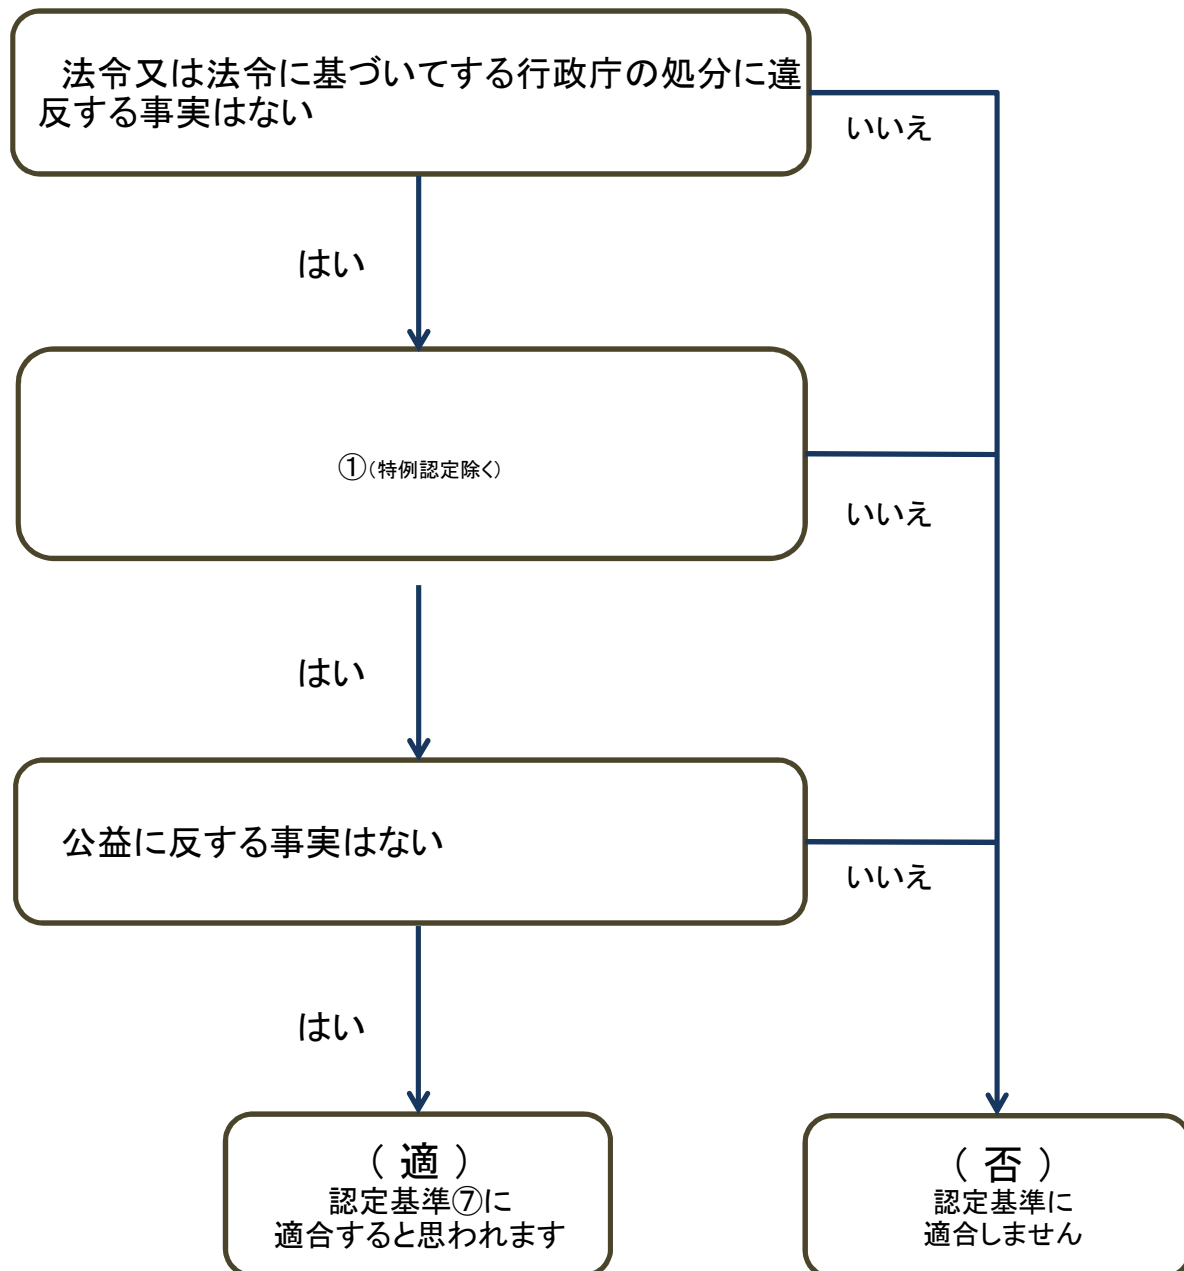 法令又は法令に基づいてする行政庁の処分に違
反する事実はない
いいえ
はい
①(特例認定除く)
いいえ
はい
公益に反する事実はない
いいえ
はい
（ 適 ）
認定基準⑦に
適合すると思われます
（ 否 ）
認定基準に
適合しません